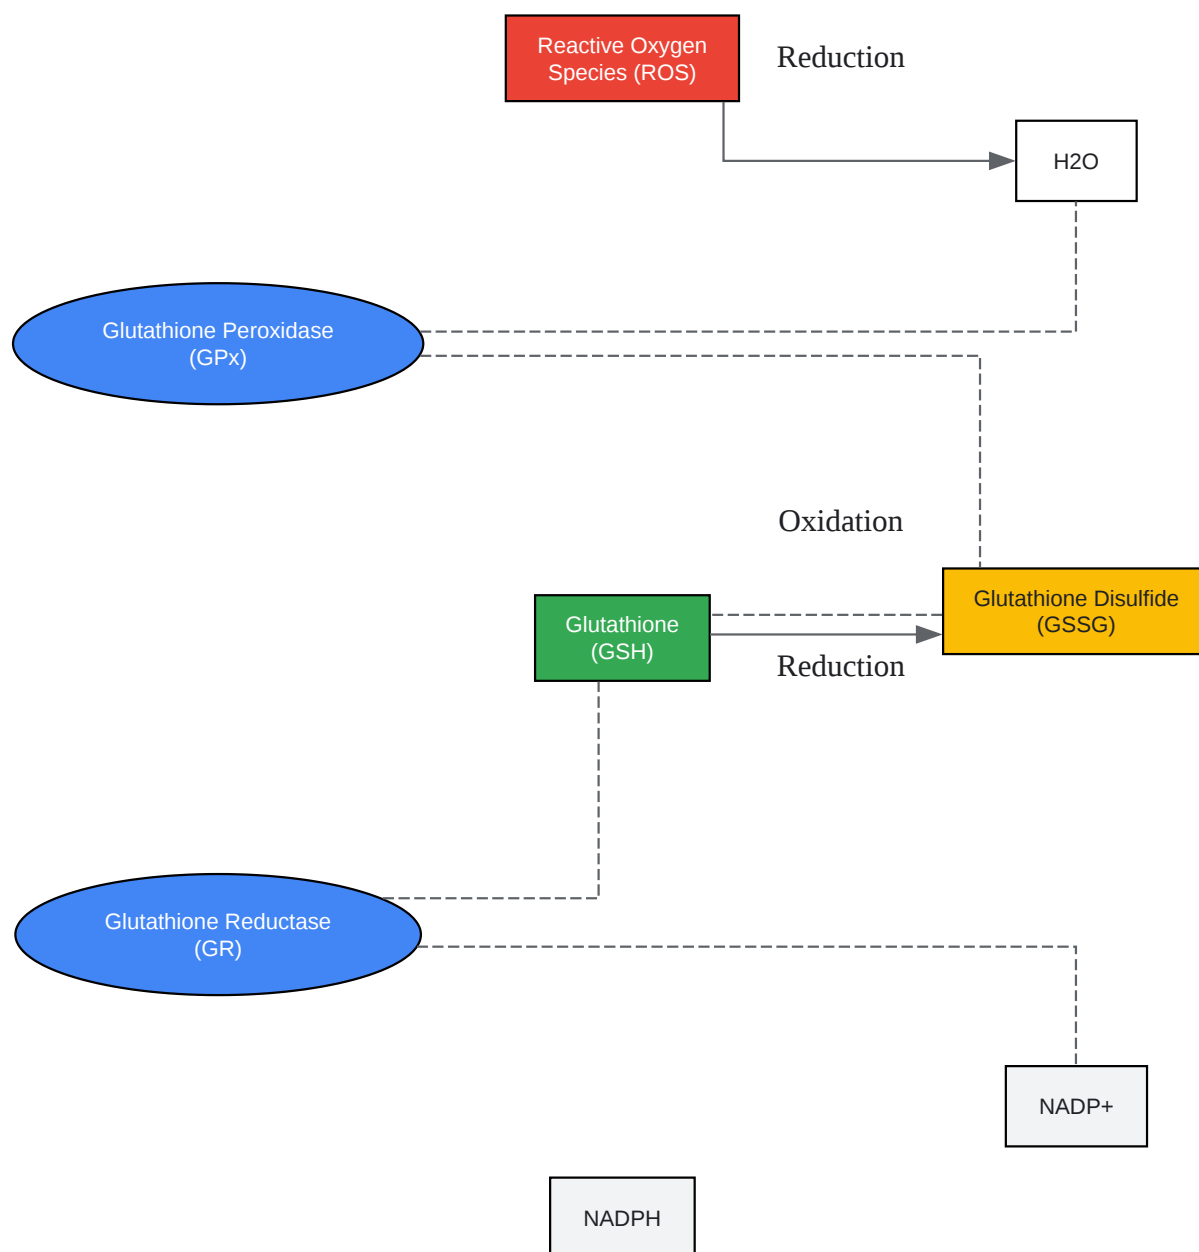 Reactive Oxygen
Species (ROS)
Reduction
H2O
Glutathione Peroxidase
(GPx)
Oxidation
Glutathione
(GSH)
Glutathione Disulfide
(GSSG)
Reduction
Glutathione Reductase
(GR)
NADP+
NADPH